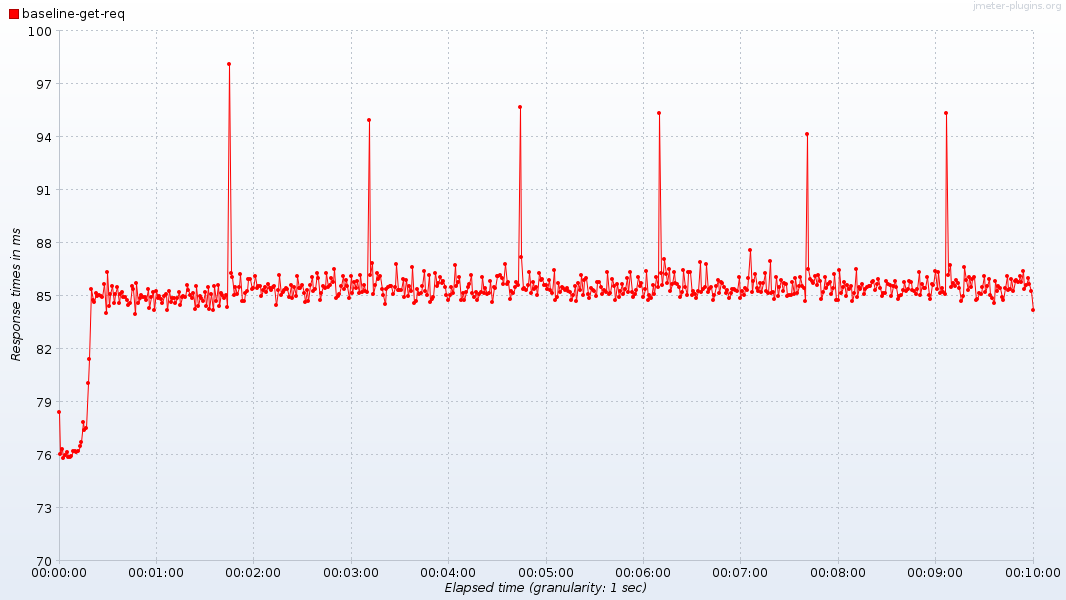 jmeter-plugins.org
baseline-get-req
100
97
94
91
88
85
82
79
76
73
70
Response times in ms
00:00:00 00:01:00 00:02:00 00:03:00 00:04:00 00:05:00 00:06:00 00:07:00 00:08:00 00:09:00 00:10:00
Elapsed time (granularity: 1 sec)